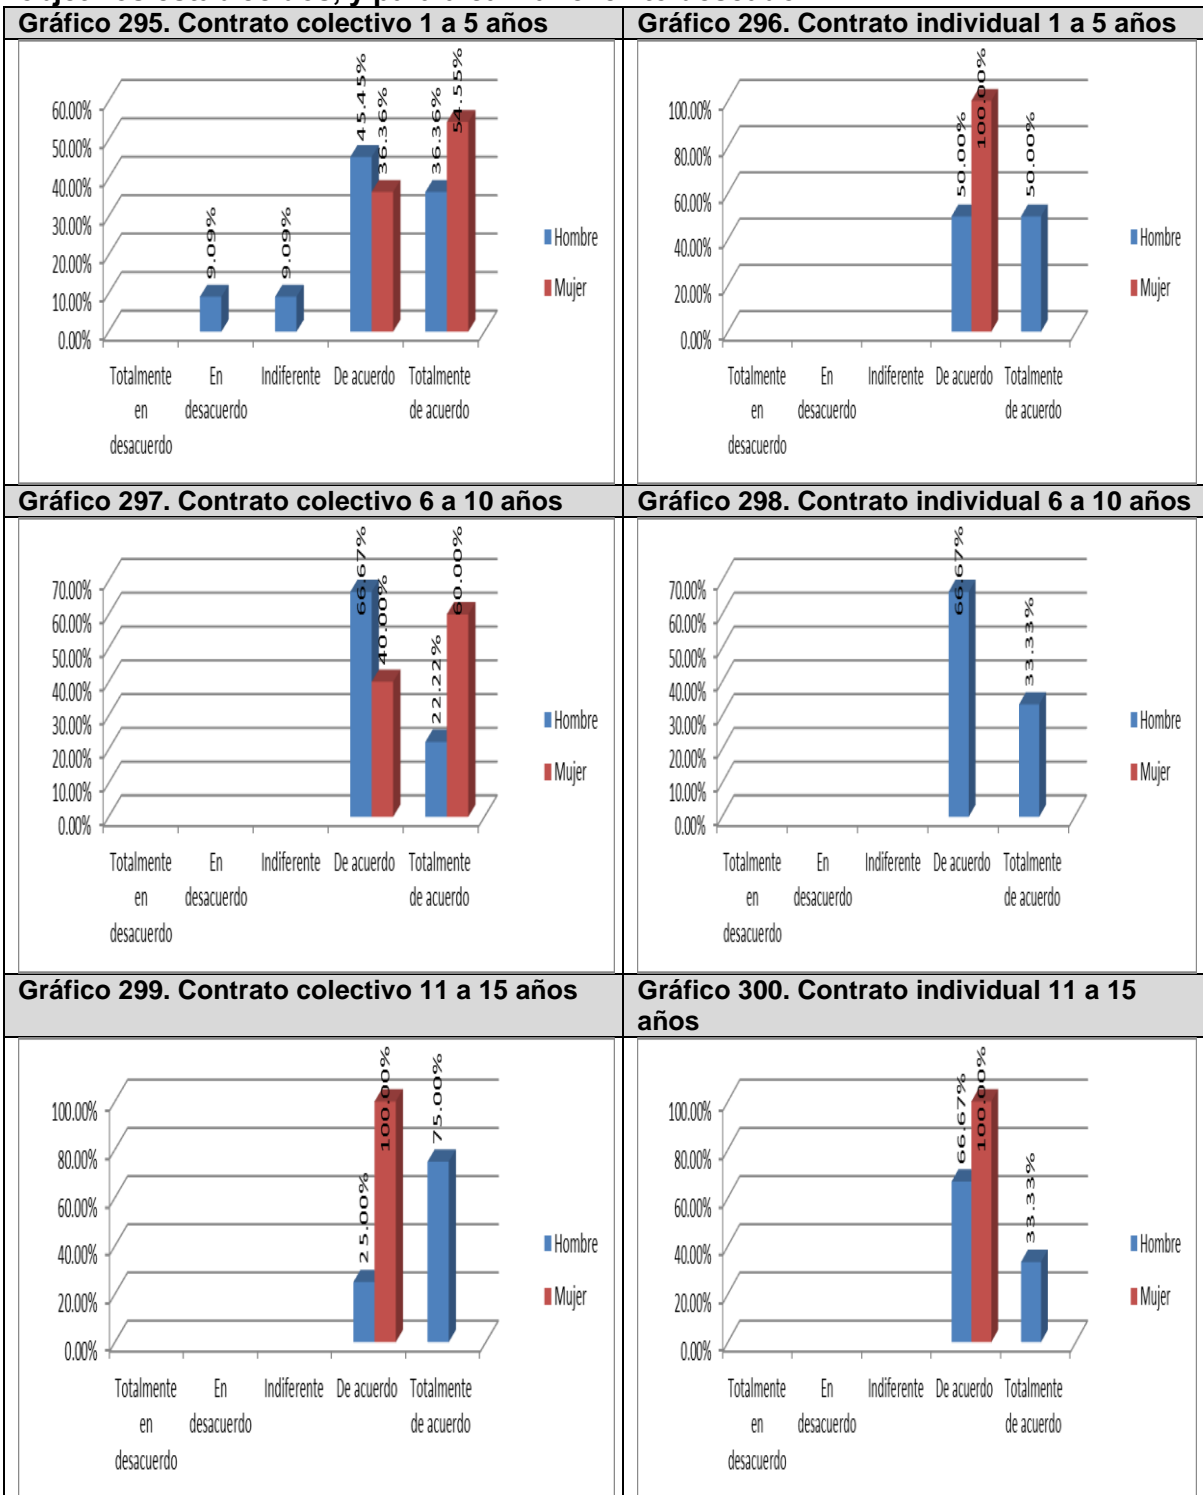 Gráfico 295. Contrato colectivo 1 a 5 años
Gráfico 296. Contrato individual 1 a 5 años
60.00%
50.00%
40.00%
30.00%
20.00%
10.00%
0.00%
9.09%
9.09%
45.45%
36.36%
36.36%
54.55%
Hombre
Mujer
Totalmente en desacuerdo
En desacuerdo
Indiferente
De acuerdo
Totalmente de acuerdo
100.00%
80.00%
60.00%
40.00%
20.00%
0.00%
50.00%
100.00%
50.00%
Hombre
Mujer
Totalmente en desacuerdo
En desacuerdo
Indiferente
De acuerdo
Totalmente de acuerdo
Gráfico 297. Contrato colectivo 6 a 10 años
Gráfico 298. Contrato individual 6 a 10 años
70.00%
60.00%
50.00%
40.00%
30.00%
20.00%
10.00%
0.00%
66.67%
40.00%
22.22%
60.00%
Hombre
Mujer
Totalmente en desacuerdo
En desacuerdo
Indiferente
De acuerdo
Totalmente de acuerdo
70.00%
60.00%
50.00%
40.00%
30.00%
20.00%
10.00%
0.00%
66.67%
33.33%
Hombre
Mujer
Totalmente en desacuerdo
En desacuerdo
Indiferente
De acuerdo
Totalmente de acuerdo
Gráfico 299. Contrato colectivo 11 a 15 años
Gráfico 300. Contrato individual 11 a 15
años
100.00%
80.00%
60.00%
40.00%
20.00%
0.00%
25.00%
100.00%
75.00%
Hombre
Mujer
Totalmente en desacuerdo
En desacuerdo
Indiferente
De acuerdo
Totalmente de acuerdo
100.00%
80.00%
60.00%
40.00%
20.00%
0.00%
66.67%
100.00%
33.33%
Hombre
Mujer
Totalmente en desacuerdo
En desacuerdo
Indiferente
De acuerdo
Totalmente de acuerdo